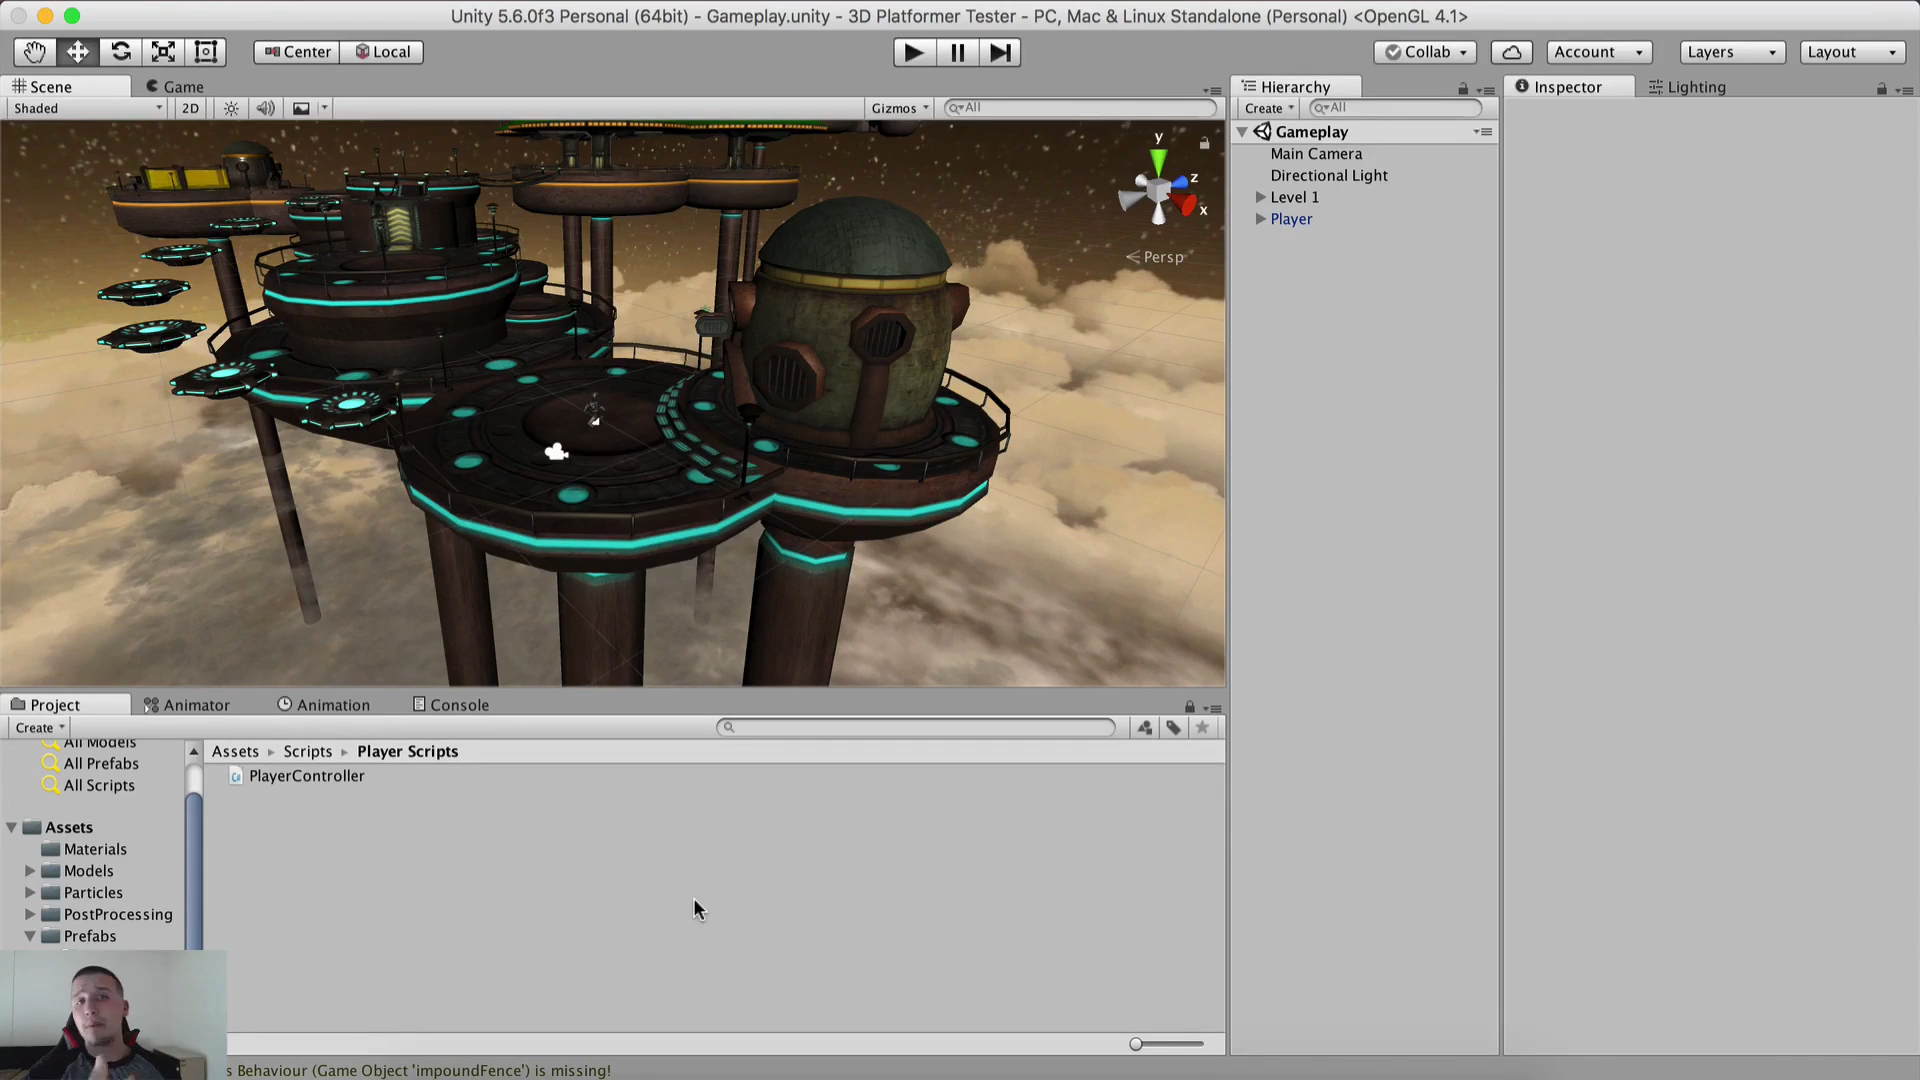 Unity 5.6.0f3 Personal (64bit) - Gameplay.unity - 3D Platformer Tester - PC, Mac & Linux Standalone (Personal) <OpenGL 4.1>
Center Local Collab Account Layers Layout
Scene Game
Shaded 2D Gizmos All
y
z
x
Persp
Hierarchy
Create All
Gameplay
Main Camera
Directional Light
Level 1
Player
Inspector Lighting
Project Animator Animation Console
Create
All Models
All Prefabs
All Scripts
Assets
Materials
Models
Particles
PostProcessing
Prefabs
Assets Scripts Player Scripts
PlayerController
s Behaviour (Game Object 'impoundFence') is missing!